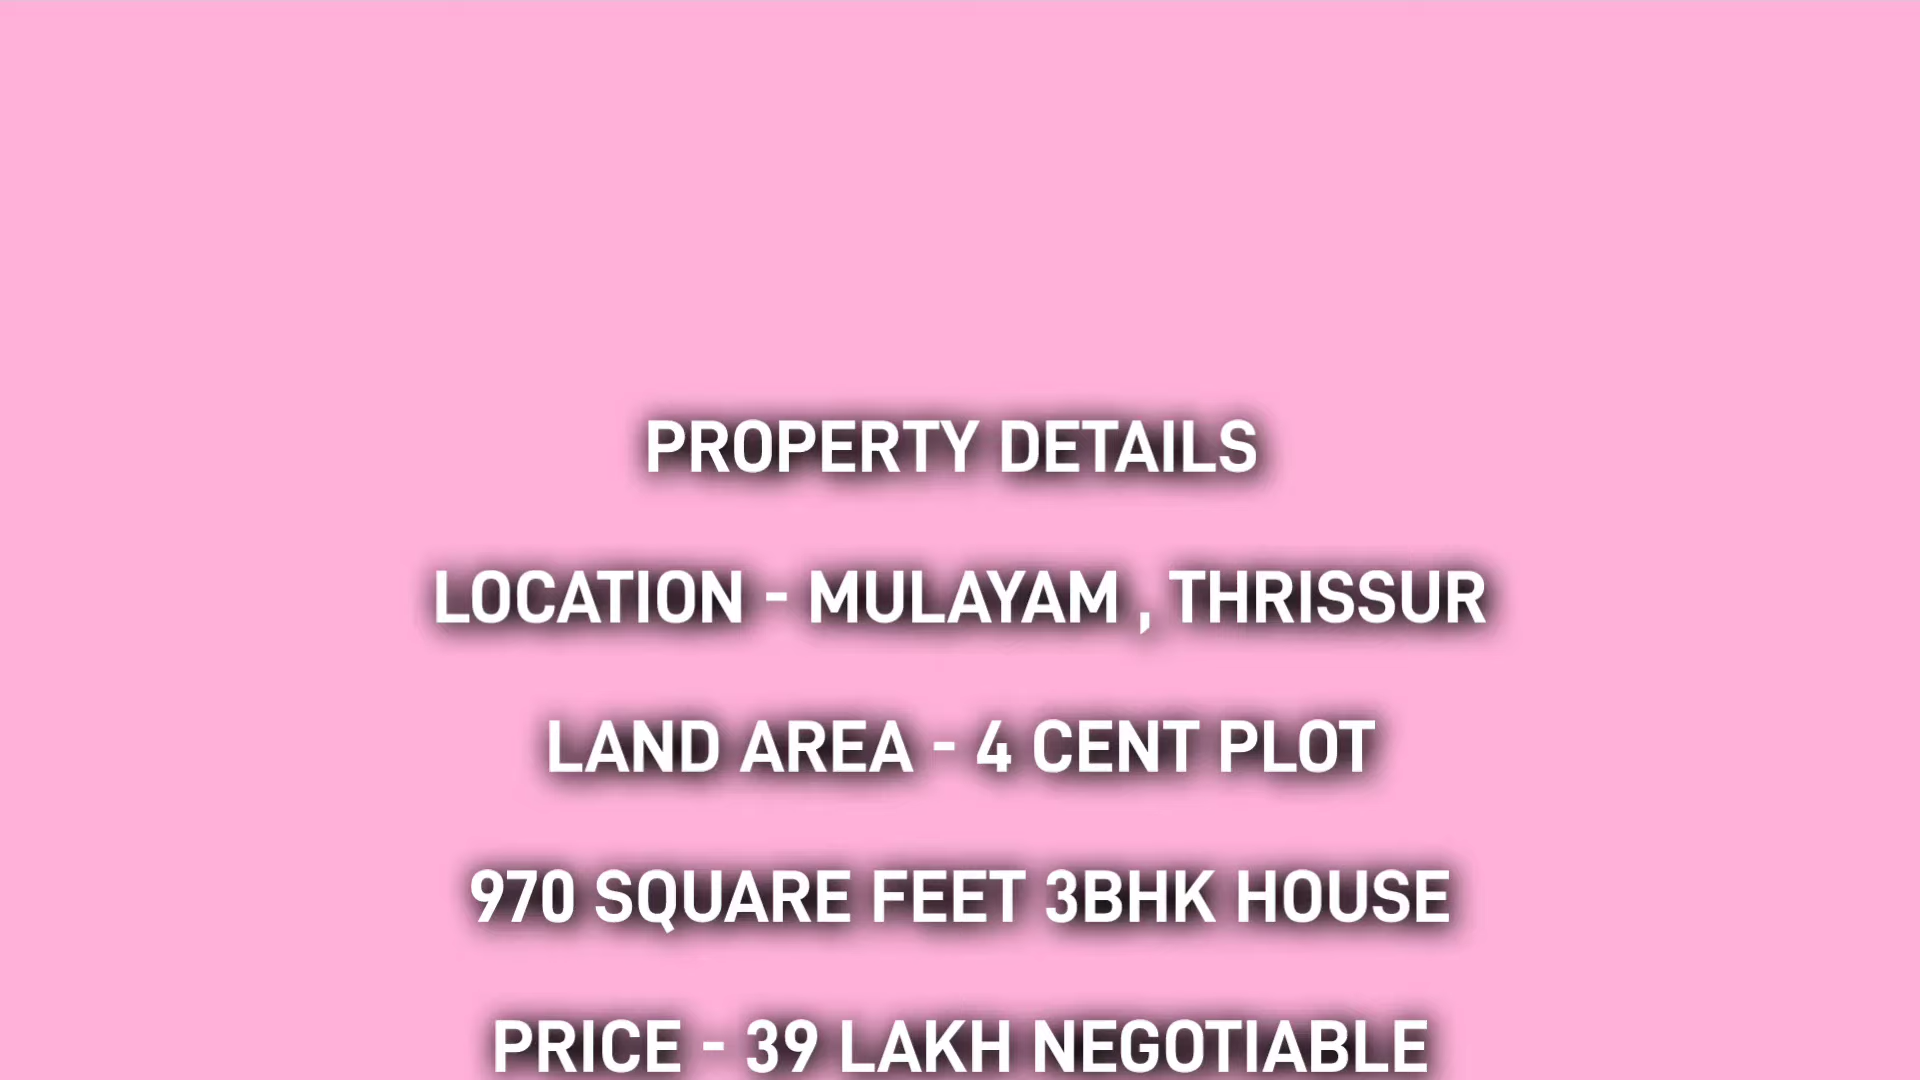 PROPERTY DETAILS
LOCATION - MULAYAM , THRISSUR
LAND AREA - 4 CENT PLOT
970 SQUARE FEET 3BHK HOUSE
PRICE - 39 LAKH NEGOTIABLE